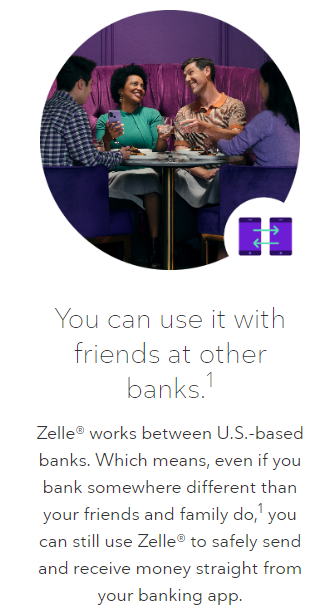 You can use it with
friends at other
banks.¹
Zelle® works between U.S.-based
banks. Which means, even if you
bank somewhere different than
your friends and family do,¹ you
can still use Zelle® to safely send
and receive money straight from
your banking app.